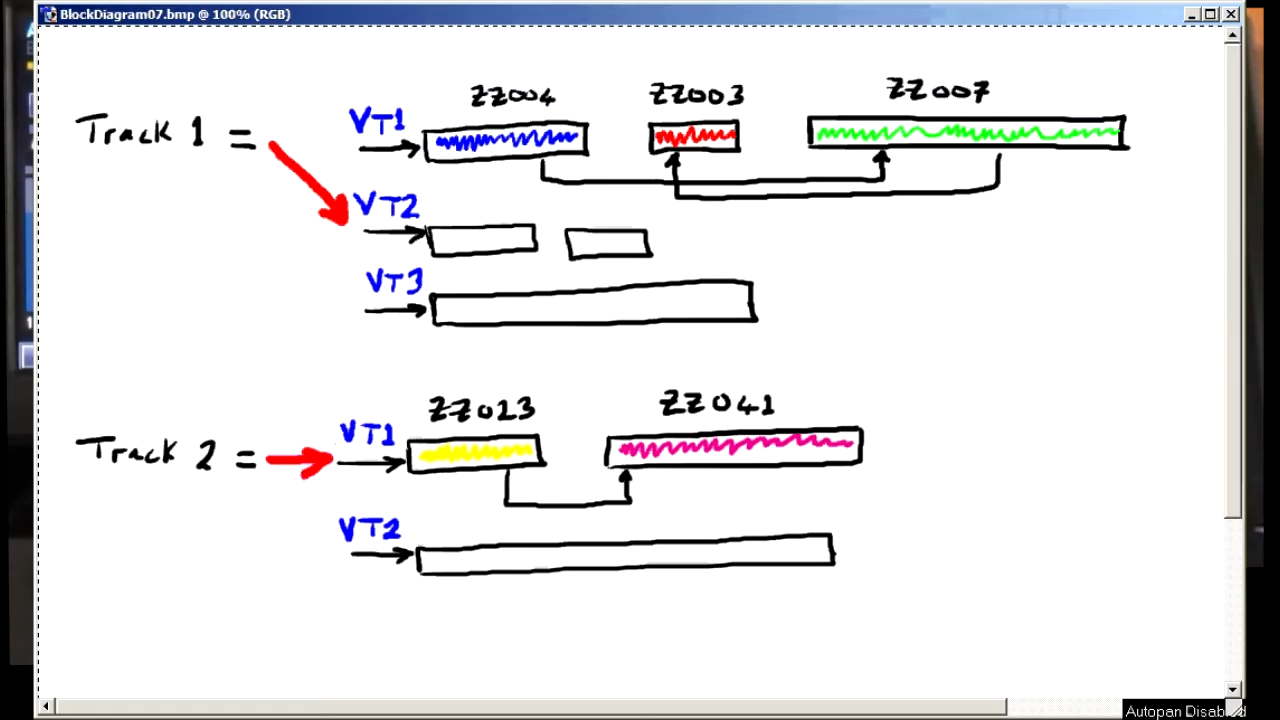 BlockDiagram07.bmp @ 100% (RGB)
ZZ004 ZZ003 ZZ007
Track 1 = VT1
VT2
VT3
ZZ023 ZZ041
Track 2 = VT1
VT2
Autopan Disabled